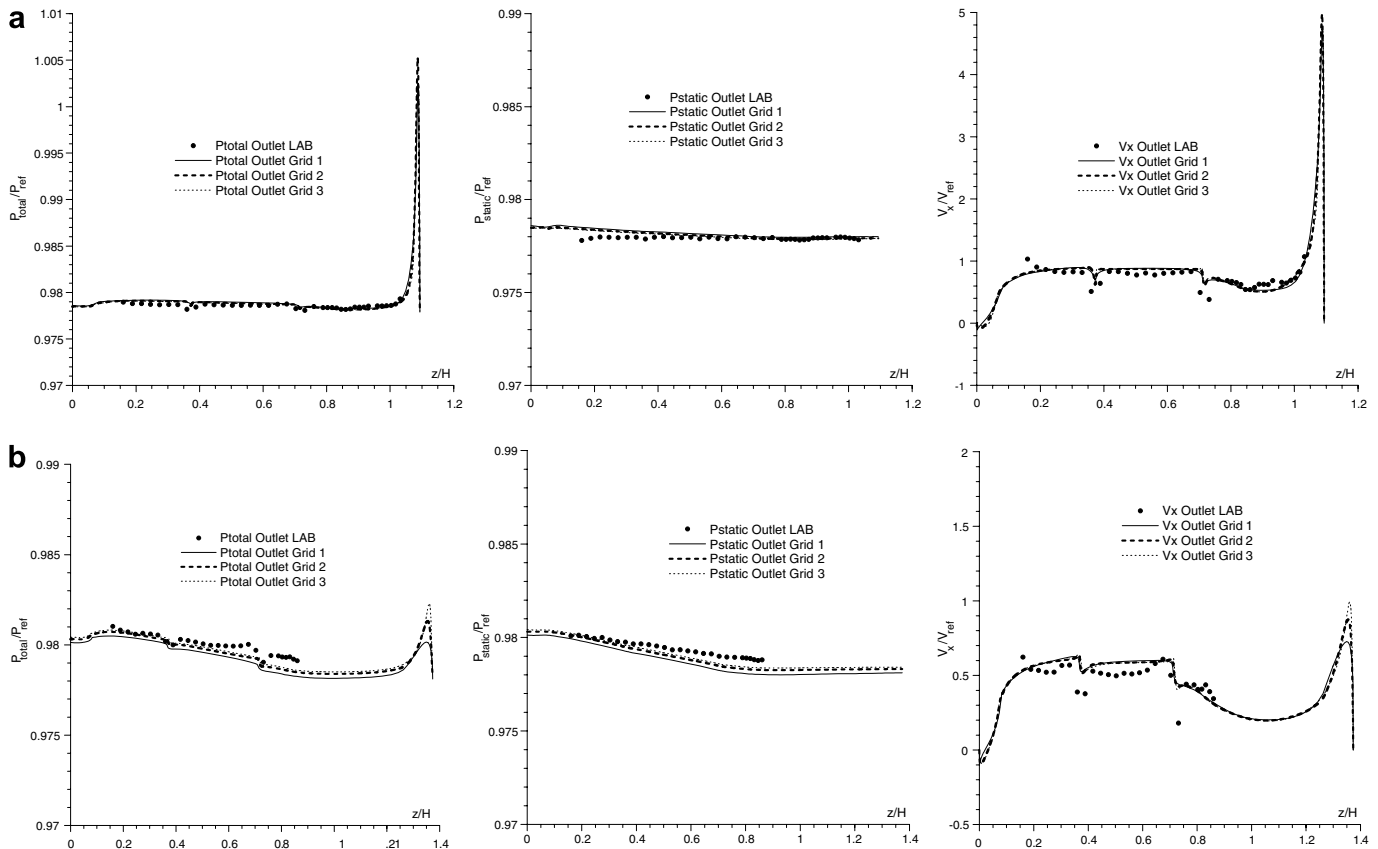 a
1.01
1.005
1
0.995
0.99
0.985
0.98
0.975
0.97
P_total/P_ref
Ptotal Outlet LAB
Ptotal Outlet Grid 1
Ptotal Outlet Grid 2
Ptotal Outlet Grid 3
z/H
0 0.2 0.4 0.6 0.8 1 1.2
0.99
0.985
0.98
0.975
0.97
P_static/P_ref
Pstatic Outlet LAB
Pstatic Outlet Grid 1
Pstatic Outlet Grid 2
Pstatic Outlet Grid 3
z/H
0 0.2 0.4 0.6 0.8 1 1.2
5
4
3
2
1
0
-1
V_x/V_ref
Vx Outlet LAB
Vx Outlet Grid 1
Vx Outlet Grid 2
Vx Outlet Grid 3
z/H
0 0.2 0.4 0.6 0.8 1 1.2
b
0.99
0.985
0.98
0.975
0.97
P_total/P_ref
Ptotal Outlet LAB
Ptotal Outlet Grid 1
Ptotal Outlet Grid 2
Ptotal Outlet Grid 3
z/H
0 0.2 0.4 0.6 0.8 1 .21 1.4
0.99
0.985
0.98
0.975
0.97
P_static/P_ref
Pstatic Outlet LAB
Pstatic Outlet Grid 1
Pstatic Outlet Grid 2
Pstatic Outlet Grid 3
z/H
0 0.2 0.4 0.6 0.8 1 1.2 1.4
2
1.5
1
0.5
0
-0.5
V_x/V_ref
Vx Outlet LAB
Vx Outlet Grid 1
Vx Outlet Grid 2
Vx Outlet Grid 3
z/H
0 0.2 0.4 0.6 0.8 1 1.2 1.4